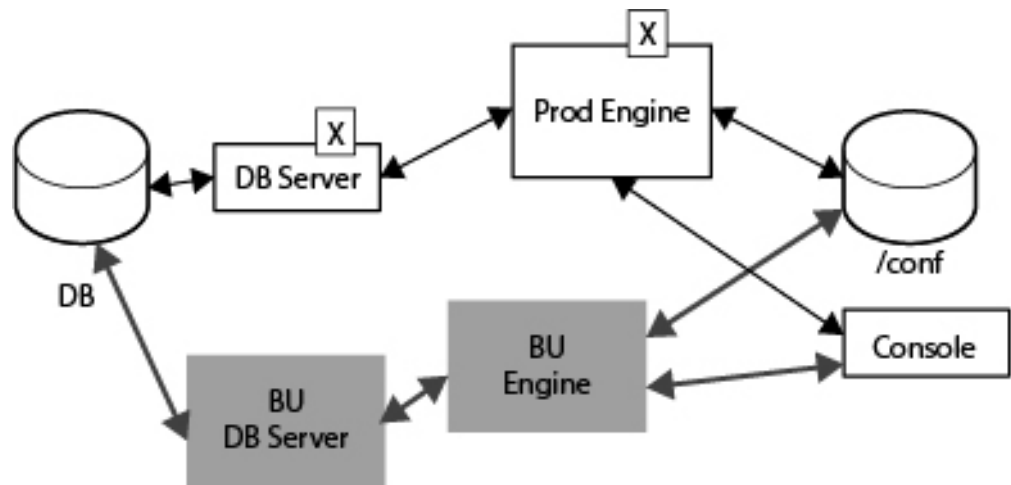 X
Prod Engine
X
DB Server
/conf
DB
BU
Engine
Console
BU
DB Server